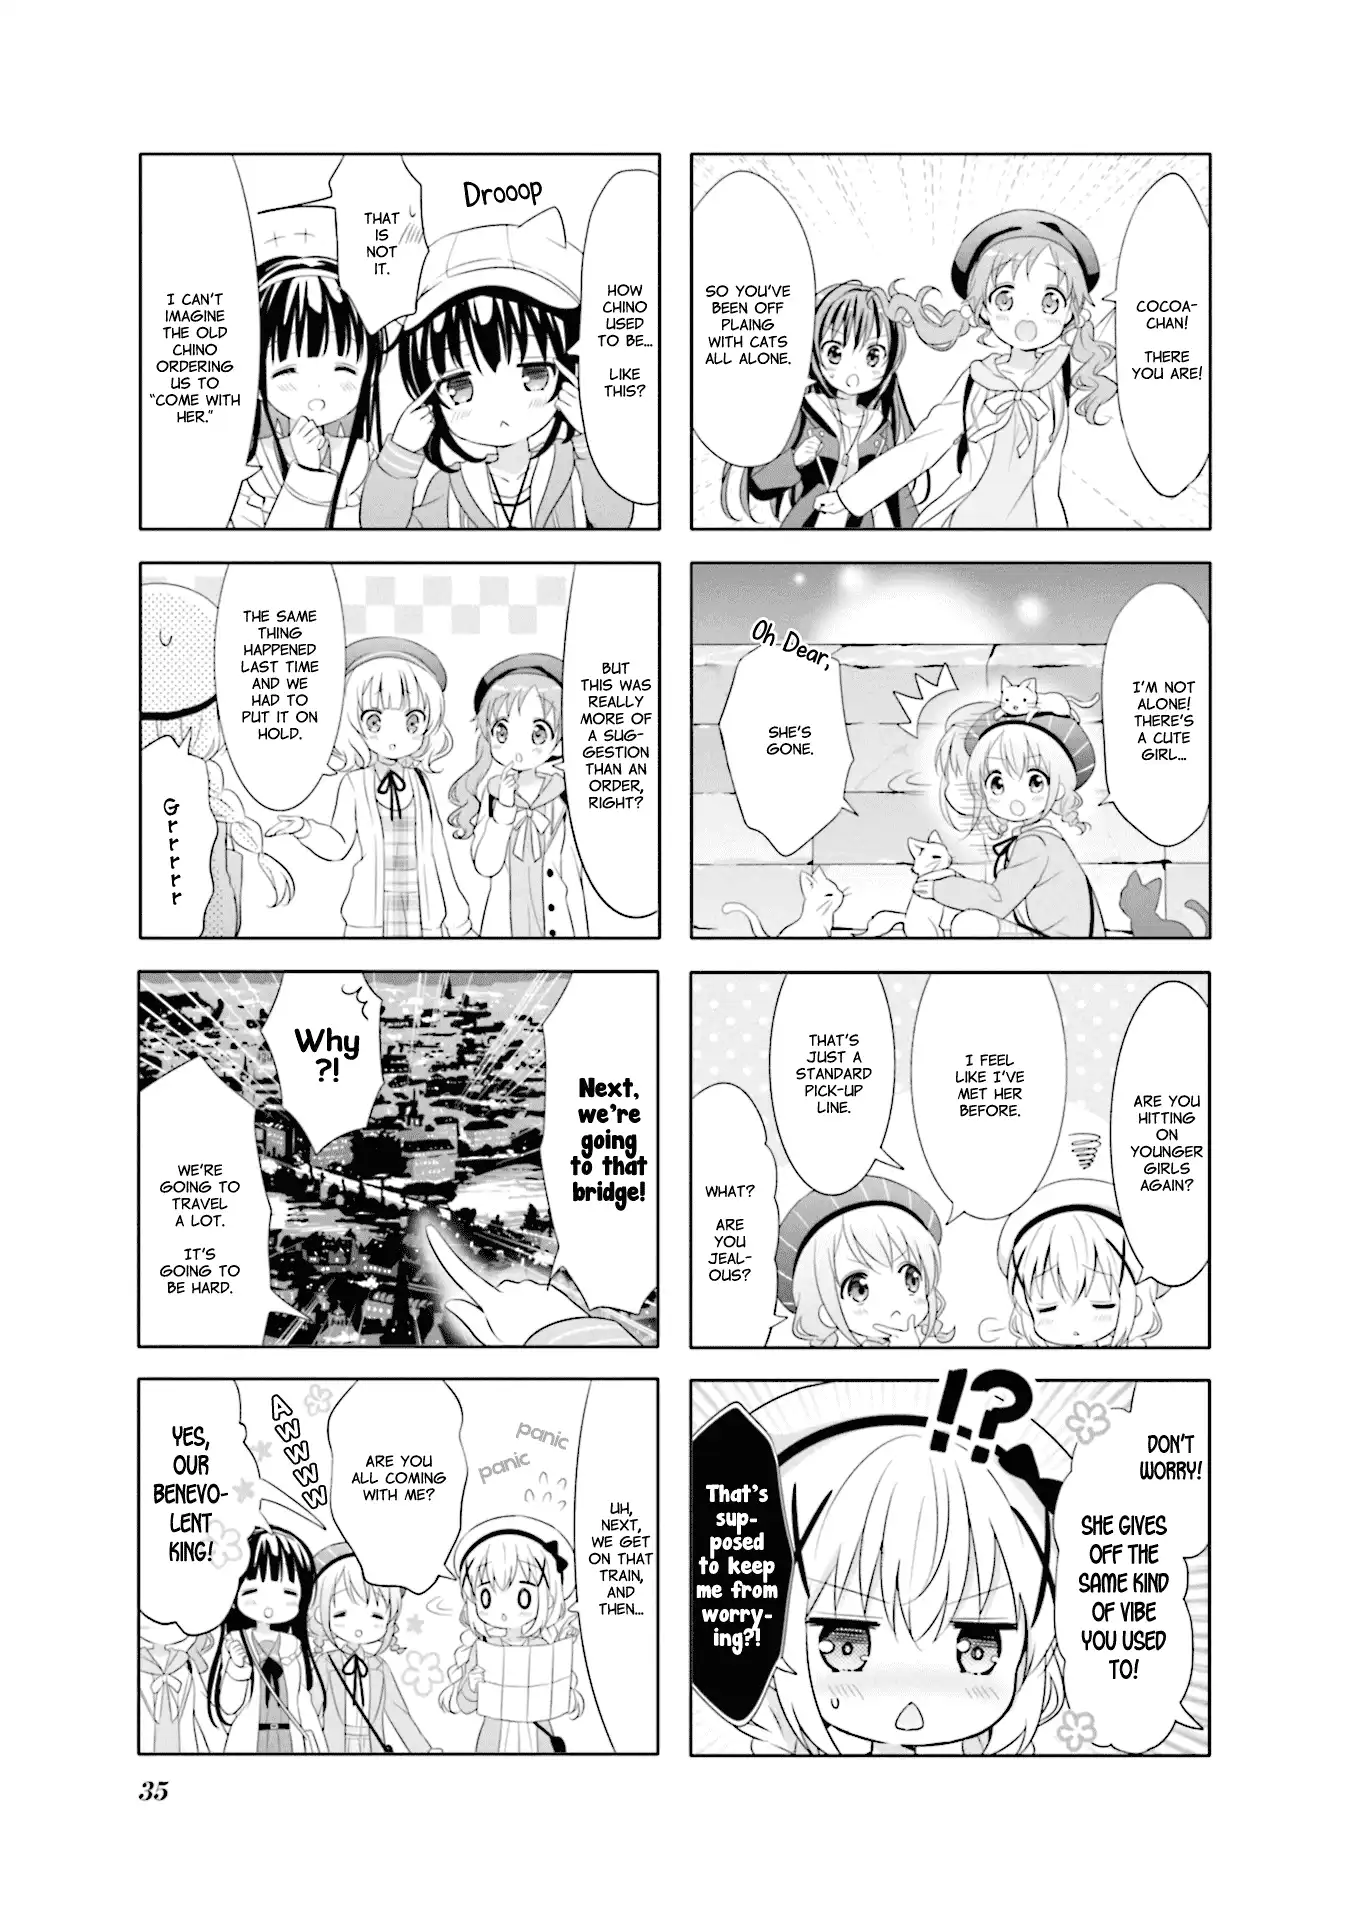 COCOA-
CHAN!
THERE
YOU ARE!
SO YOU'VE
BEEN OFF
PLAING
WITH CATS
ALL ALONE.
I'M NOT
ALONE!
THERE'S
A CUTE
GIRL...
Oh Dear,
SHE'S
GONE.
ARE YOU
HITTING
ON
YOUNGER
GIRLS
AGAIN?
I FEEL
LIKE I'VE
MET HER
BEFORE.
THAT'S
JUST A
STANDARD
PICK-UP
LINE.
WHAT?
ARE
YOU
JEAL-
OUS?
DON'T
WORRY!
SHE GIVES
OFF THE
SAME KIND
OF VIBE
YOU USED
TO!
!?
That's
sup-
posed
to keep
me from
worry-
ing?!
HOW
CHINO
USED
TO BE...
LIKE
THIS?
Drooop
THAT
IS
NOT
IT.
I CAN'T
IMAGINE
THE OLD
CHINO
ORDERING
US TO
"COME WITH
HER."
BUT
THIS WAS
REALLY
MORE OF
A SUG-
GESTION
THAN AN
ORDER,
RIGHT?
THE SAME
THING
HAPPENED
LAST TIME
AND WE
HAD TO
PUT IT ON
HOLD.
Grrrrr
Next,
we're
going
to that
bridge!
Why
?!
WE'RE
GOING TO
TRAVEL
A LOT.
IT'S
GOING TO
BE HARD.
UH,
NEXT,
WE GET
ON THAT
TRAIN,
AND
THEN...
panic
panic
ARE YOU
ALL COMING
WITH ME?
AWWWW
YES,
OUR
BENEVO-
LENT
KING!
35